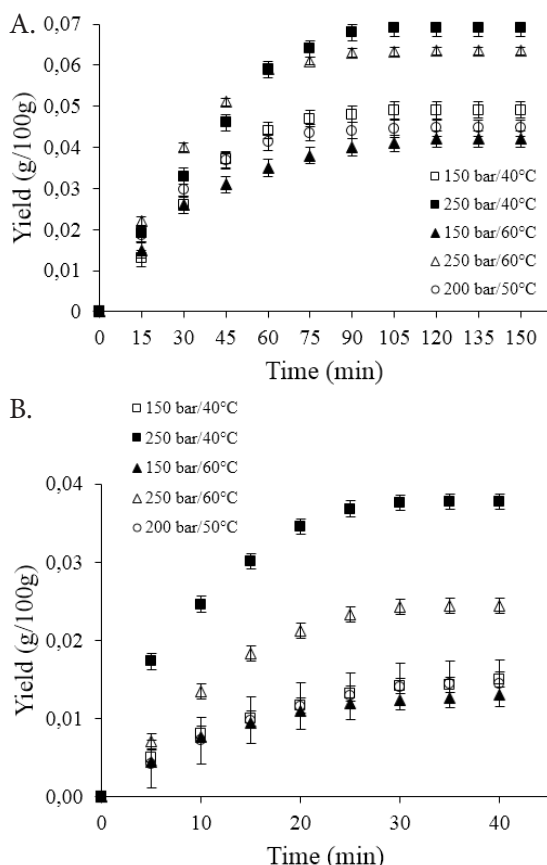 A.
0,07
0,06
0,05
0,04
0,03
0,02
0,01
0
Yield (g/100g)
150 bar/40°C
250 bar/40°C
150 bar/60°C
250 bar/60°C
200 bar/50°C
0 15 30 45 60 75 90 105 120 135 150
Time (min)
B.
150 bar/40°C
250 bar/40°C
150 bar/60°C
250 bar/60°C
200 bar/50°C
0,04
0,03
0,02
0,01
0,00
Yield (g/100g)
0 10 20 30 40
Time (min)